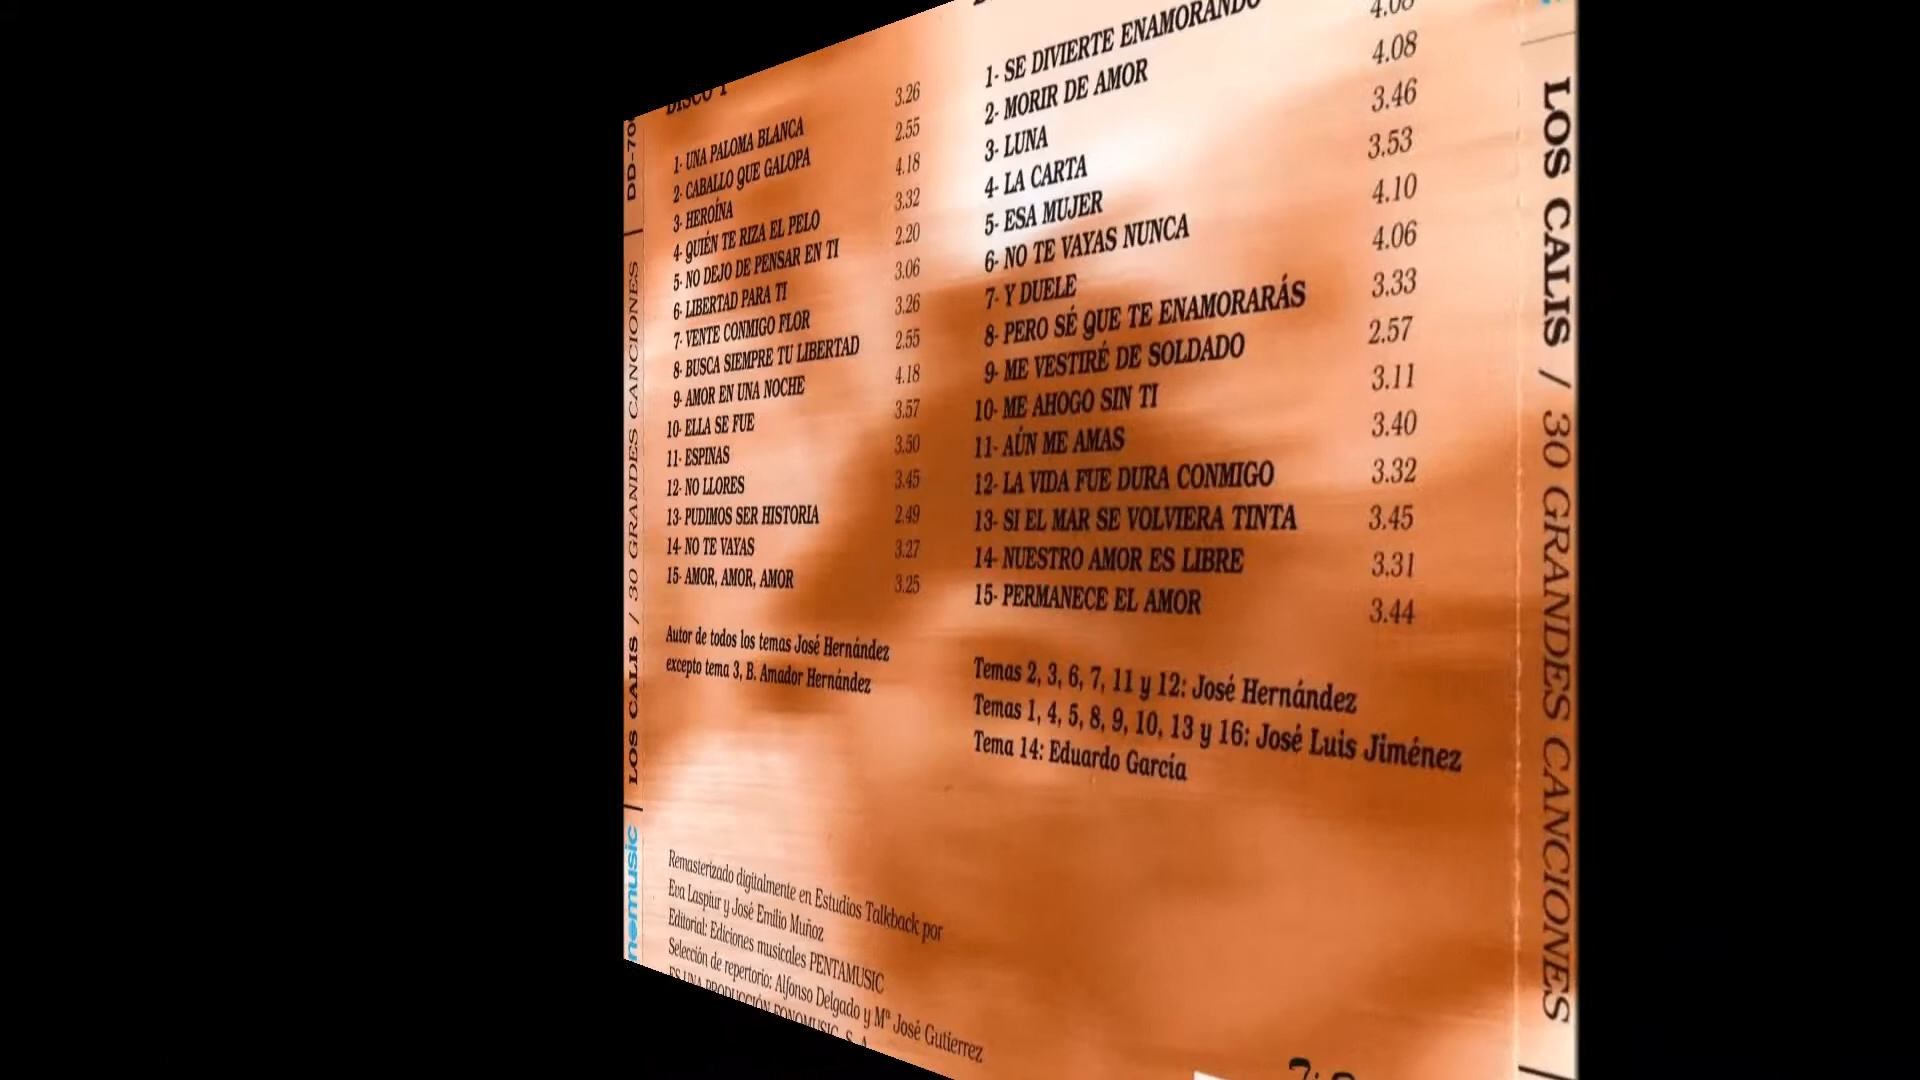 DISCO 1
1- UNA PALOMA BLANCA 3.26
2- CABALLO QUE GALOPA 2.55
3- HEROÍNA 4.18
4- QUIÉN TE RIZA EL PELO 3.32
5- NO DEJO DE PENSAR EN TI 2.20
6- LIBERTAD PARA TI 3.06
7- VENTE CONMIGO FLOR 3.26
8- BUSCA SIEMPRE TU LIBERTAD 2.55
9- AMOR EN UNA NOCHE 4.18
10- ELLA SE FUE 3.57
11- ESPINAS 3.50
12- NO LLORES 3.45
13- PUDIMOS SER HISTORIA 2.49
14- NO TE VAYAS 3.27
15- AMOR, AMOR, AMOR 3.25
Autor de todos los temas José Hernández
excepto tema 3, B. Amador Hernández
1- SE DIVIERTE ENAMORANDO 4.06
2- MORIR DE AMOR 4.08
3- LUNA 3.46
4- LA CARTA 3.53
5- ESA MUJER 4.10
6- NO TE VAYAS NUNCA 4.06
7- Y DUELE 3.33
8- PERO SÉ QUE TE ENAMORARÁS 2.57
9- ME VESTIRÉ DE SOLDADO 3.11
10- ME AHOGO SIN TI 3.40
11- AÚN ME AMAS 3.32
12- LA VIDA FUE DURA CONMIGO 3.45
13- SI EL MAR SE VOLVIERA TINTA 3.31
14- NUESTRO AMOR ES LIBRE 3.44
15- PERMANECE EL AMOR
Temas 2, 3, 6, 7, 11 y 12: José Hernández
Temas 1, 4, 5, 8, 9, 10, 13 y 16: José Luis Jiménez
Tema 14: Eduardo García
Remasterizado digitalmente en Estudios Talkback por
Eva Laspiur y José Emilio Muñoz
Editorial: Ediciones musicales PENTAMUSIC
Selección de repertorio: Alfonso Delgado y Mª José Gutierrez
ES UNA PRODUCCIÓN FONOMUSIC, S. A.
nomusic | LOS CALIS / 30 GRANDES CANCIONES | DD-70
LOS CALIS / 30 GRANDES CANCIONES